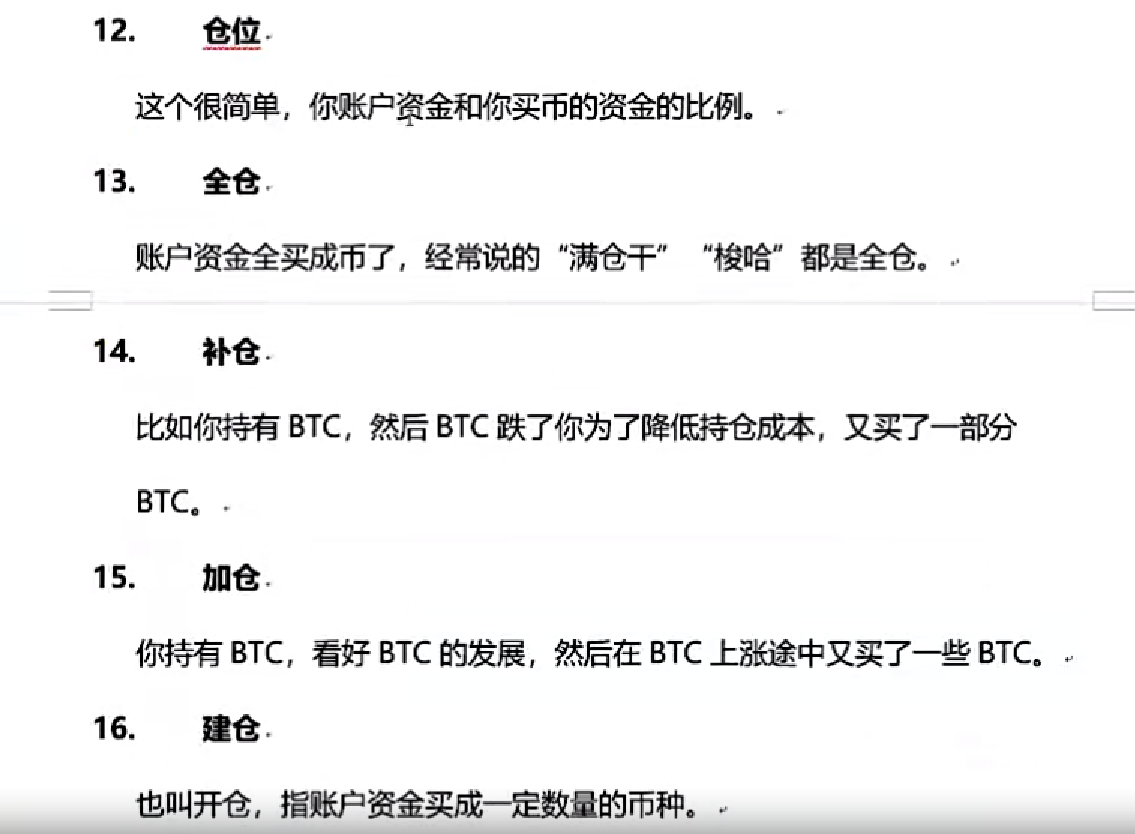 12. 仓位
这个很简单，你账户资金和你买币的资金的比例。
13. 全仓
账户资金全买成币了，经常说的“满仓干”“梭哈”都是全仓。
14. 补仓
比如你持有 BTC，然后 BTC 跌了你为了降低持仓成本，又买了一部分
BTC。
15. 加仓
你持有 BTC，看好 BTC 的发展，然后在 BTC 上涨途中又买了一些 BTC。
16. 建仓
也叫开仓，指账户资金买成一定数量的币种。